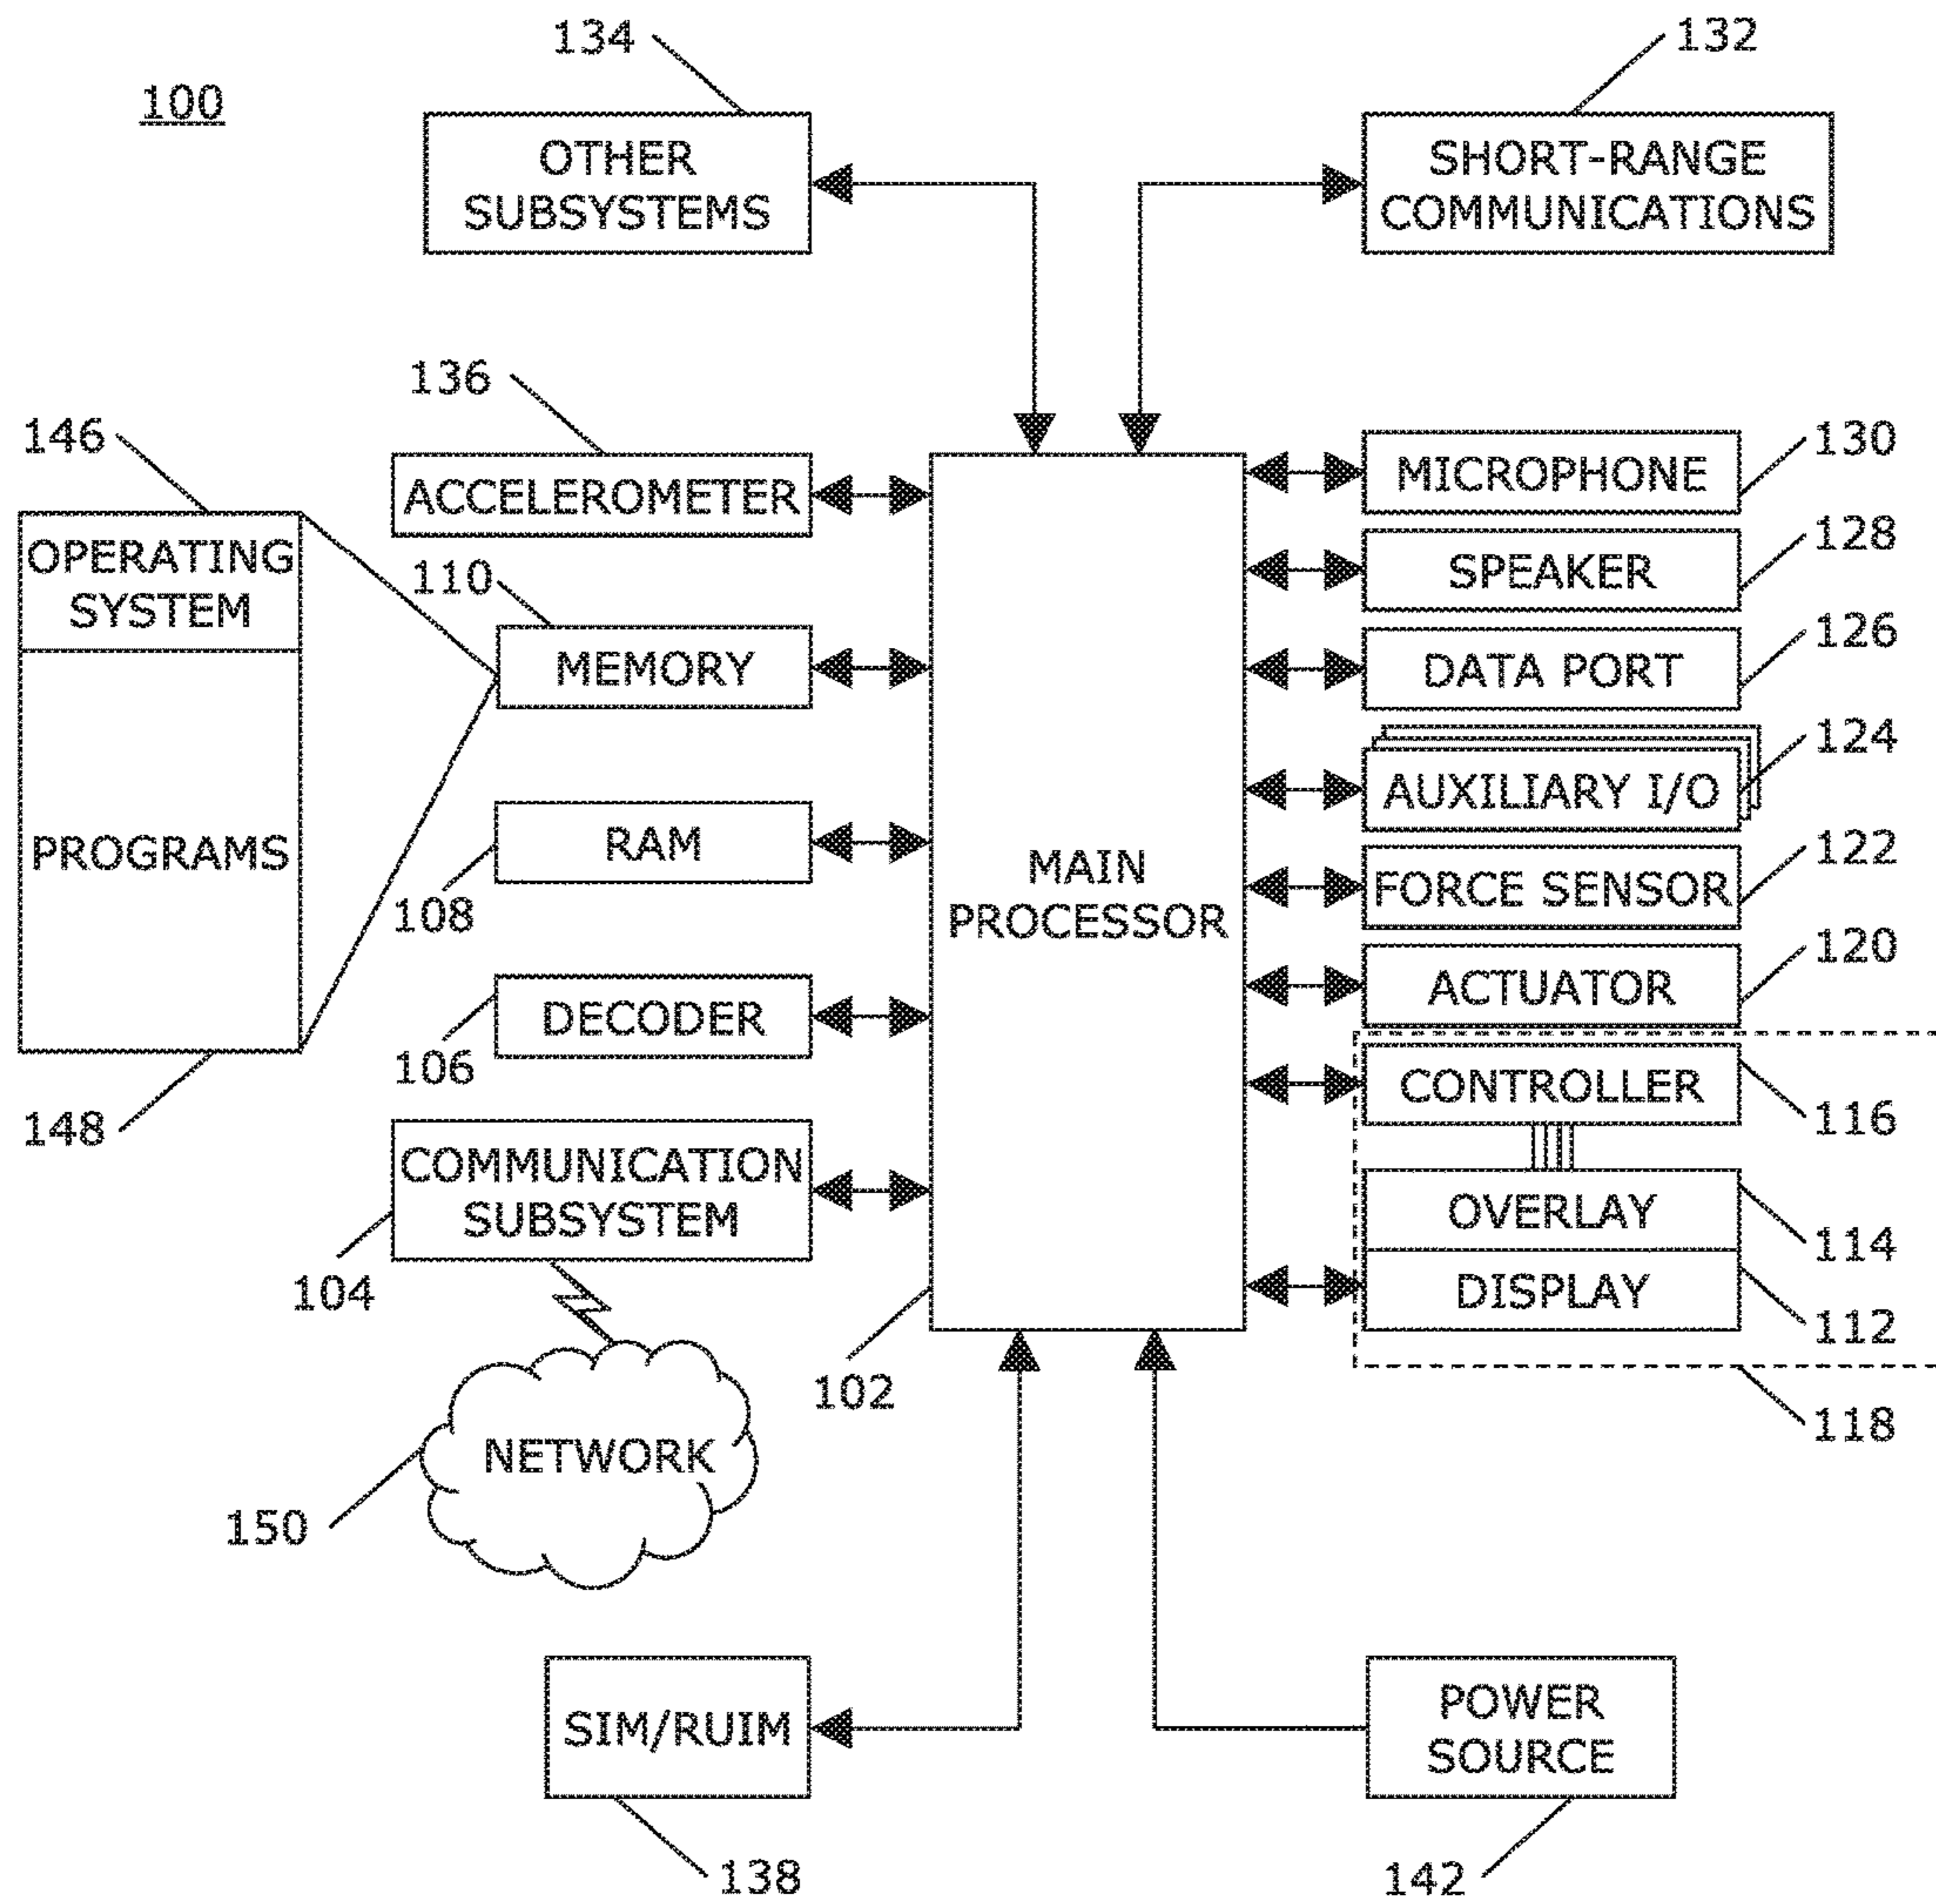 134
132
100
OTHER
SUBSYSTEMS
SHORT-RANGE
COMMUNICATIONS
136
146
130
ACCELEROMETER
MICROPHONE
OPERATING
SYSTEM
110
128
SPEAKER
MEMORY
126
DATA PORT
124
AUXILIARY I/O
PROGRAMS
RAM
108
MAIN
PROCESSOR
122
FORCE SENSOR
120
ACTUATOR
DECODER
106
CONTROLLER
116
148
COMMUNICATION
SUBSYSTEM
OVERLAY
114
104
DISPLAY
112
102
118
NETWORK
150
SIM/RUIM
POWER
SOURCE
138
142